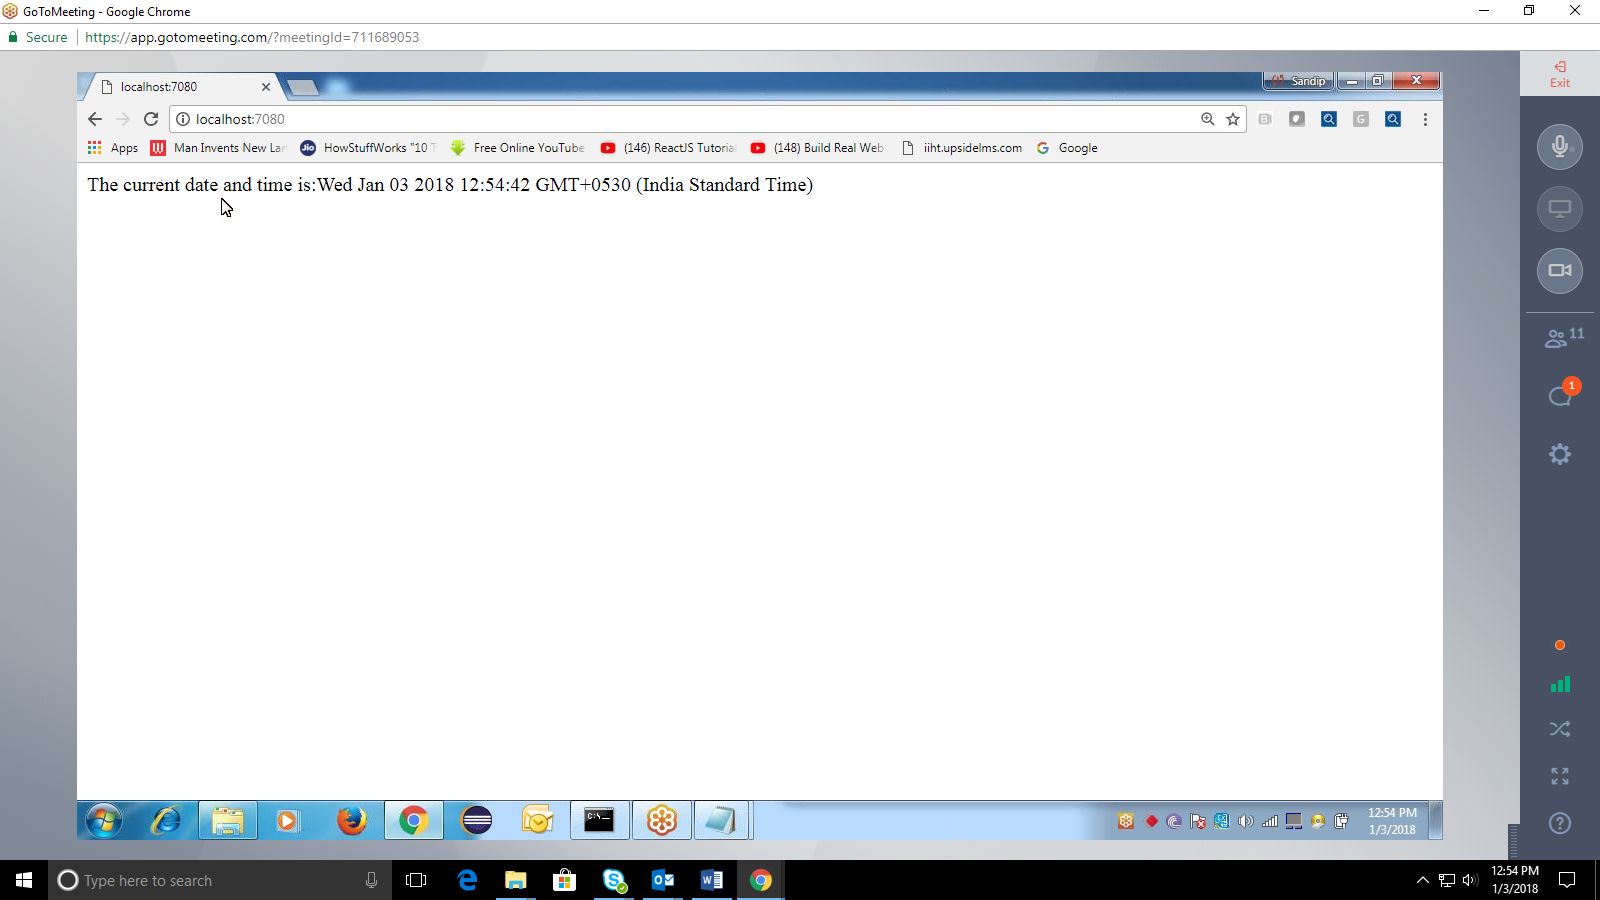 GoToMeeting - Google Chrome
Secure https://app.gotomeeting.com/?meetingId=711689053
Exit
localhost:7080
Sandip
localhost:7080
Apps Man Invents New Lan HowStuffWorks "10 T Free Online YouTube (146) ReactJS Tutoria (148) Build Real Web iiht.upsidelms.com Google
The current date and time is:Wed Jan 03 2018 12:54:42 GMT+0530 (India Standard Time)
11
1
12:54 PM
1/3/2018
Type here to search
12:54 PM
1/3/2018